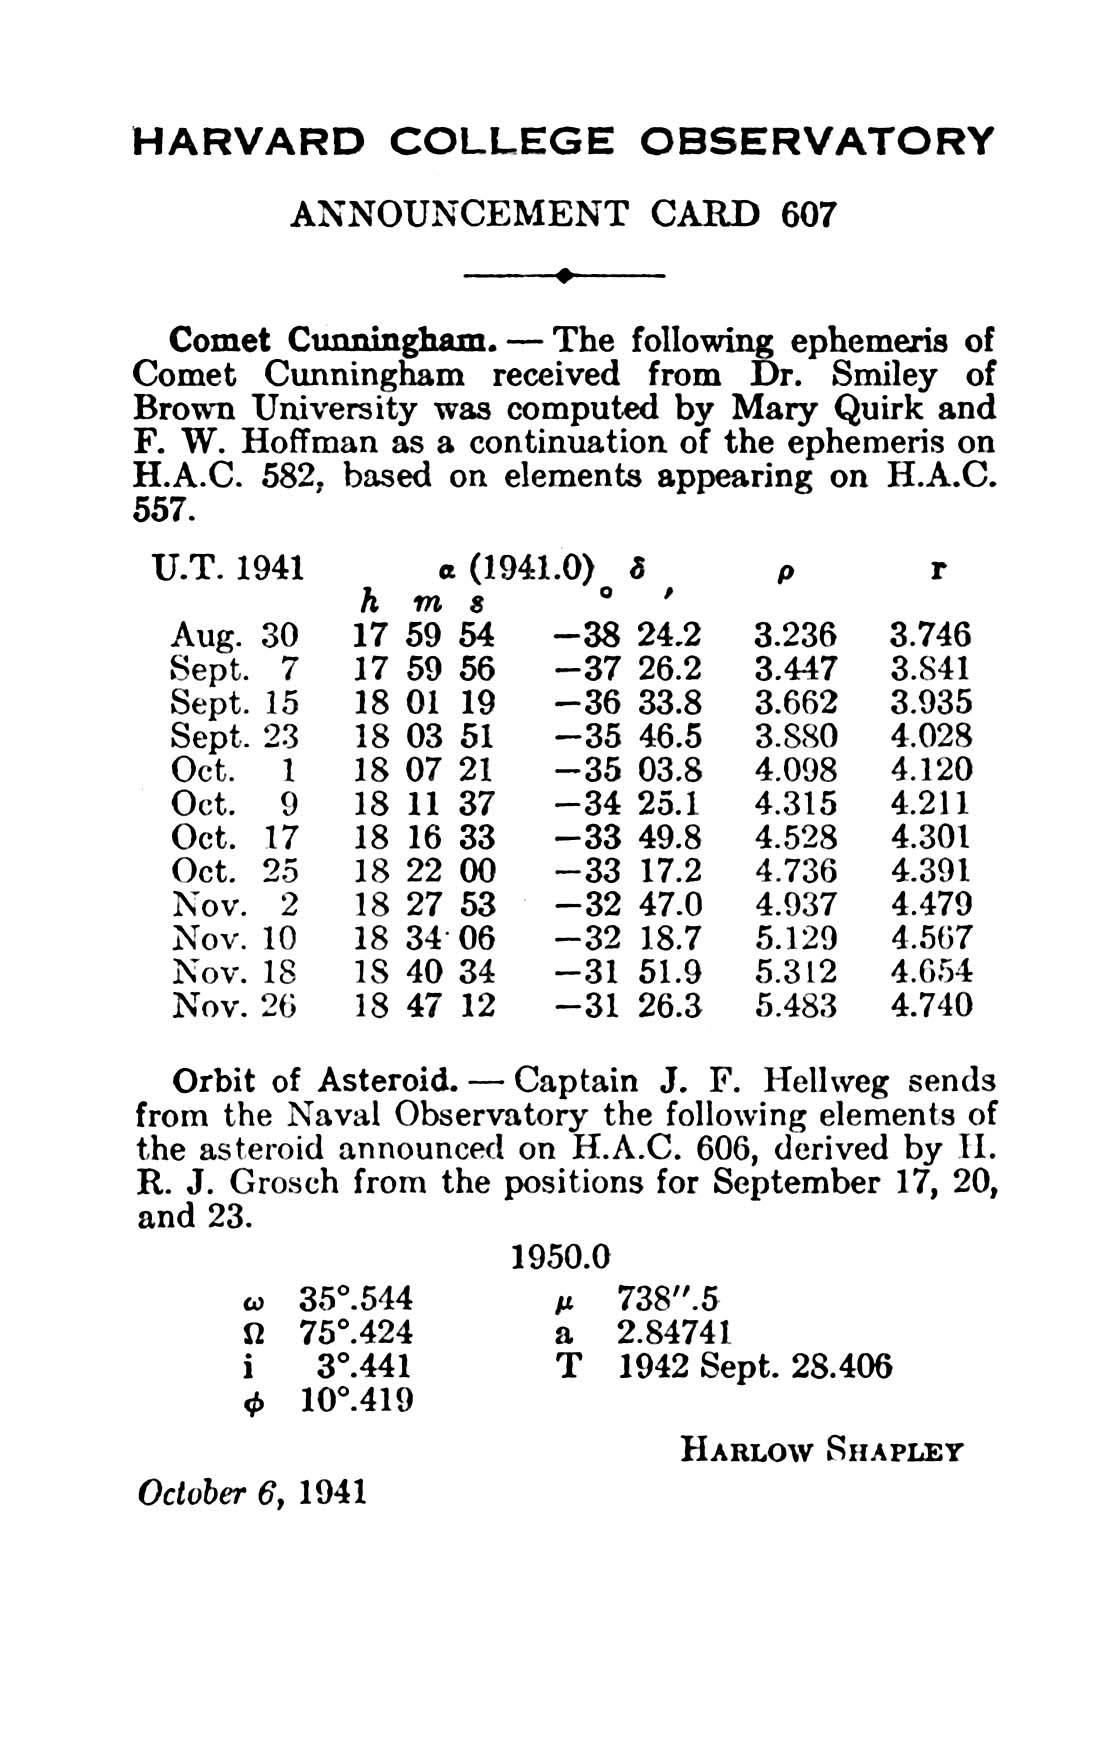 HARVARD COLLEGE OBSERVATORY
ANNOUNCEMENT CARD 607
Comet Cunningham. — The following ephemeris of
Comet Cunningham received from Dr. Smiley of
Brown University was computed by Mary Quirk and
F. W. Hoffman as a continuation of the ephemeris on
H.A.C. 582, based on elements appearing on H.A.C.
557.
U.T. 1941 α (1941.0) δ ρ r
h m s ° ′
Aug. 30 17 59 54 −38 24.2 3.236 3.746
Sept. 7 17 59 56 −37 26.2 3.447 3.841
Sept. 15 18 01 19 −36 33.8 3.662 3.935
Sept. 23 18 03 51 −35 46.5 3.880 4.028
Oct. 1 18 07 21 −35 03.8 4.098 4.120
Oct. 9 18 11 37 −34 25.1 4.315 4.211
Oct. 17 18 16 33 −33 49.8 4.528 4.301
Oct. 25 18 22 00 −33 17.2 4.736 4.391
Nov. 2 18 27 53 −32 47.0 4.937 4.479
Nov. 10 18 34 06 −32 18.7 5.129 4.567
Nov. 18 18 40 34 −31 51.9 5.312 4.654
Nov. 26 18 47 12 −31 26.3 5.483 4.740
Orbit of Asteroid. — Captain J. F. Hellweg sends
from the Naval Observatory the following elements of
the asteroid announced on H.A.C. 606, derived by H.
R. J. Grosch from the positions for September 17, 20,
and 23.
1950.0
ω 35°.544 μ 738″.5
Ω 75°.424 a 2.84741
i 3°.441 T 1942 Sept. 28.406
φ 10°.419
HARLOW SHAPLEY
October 6, 1941